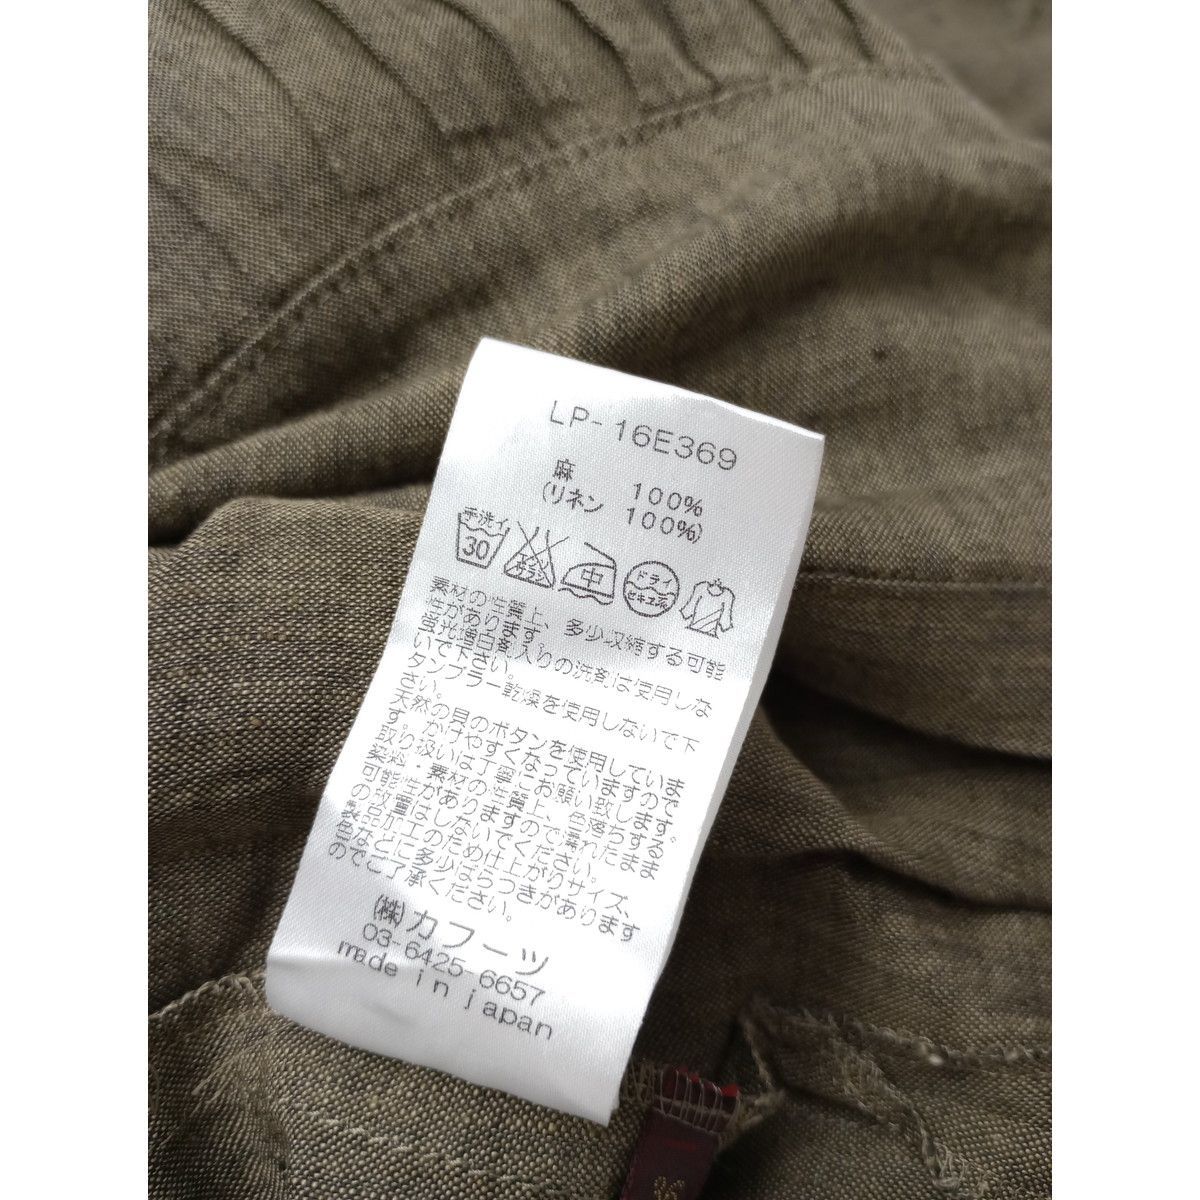 LP-16E369
麻 100%
(リネン 100%)
手洗イ
30
エンソ
サラシ
中
ドライ
セキユ系
素材の性質上、多少収縮する可能
性があります.
蛍光増白剤入りの洗剤は使用しな
いで下さい。
タンブラー乾燥を使用しないで下
さい。
天然の貝のボタンを使用していま
す。かけやすくなっていますので
取り扱いは丁寧にお願い致します。
染料・素材の性質上、色落ちする
可能性がありますので濡れたまま
の放置はしないでください。
製品加工のため仕上がりサイズ、
色などに多少ばらつきがあります
のでご了承ください。
(株)カフーツ
03-6425-6657
made in japan